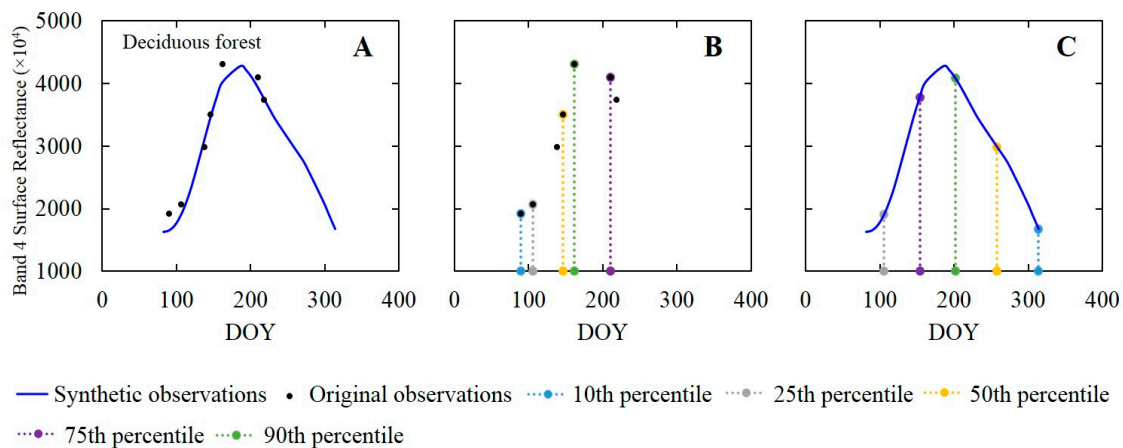 Band 4 Surface Reflectance (×10⁴)
5000
4000
3000
2000
1000
Deciduous forest
A
B
C
0 100 200 300 400
0 100 200 300 400
0 100 200 300 400
DOY
DOY
DOY
Synthetic observations Original observations 10th percentile 25th percentile 50th percentile
75th percentile 90th percentile